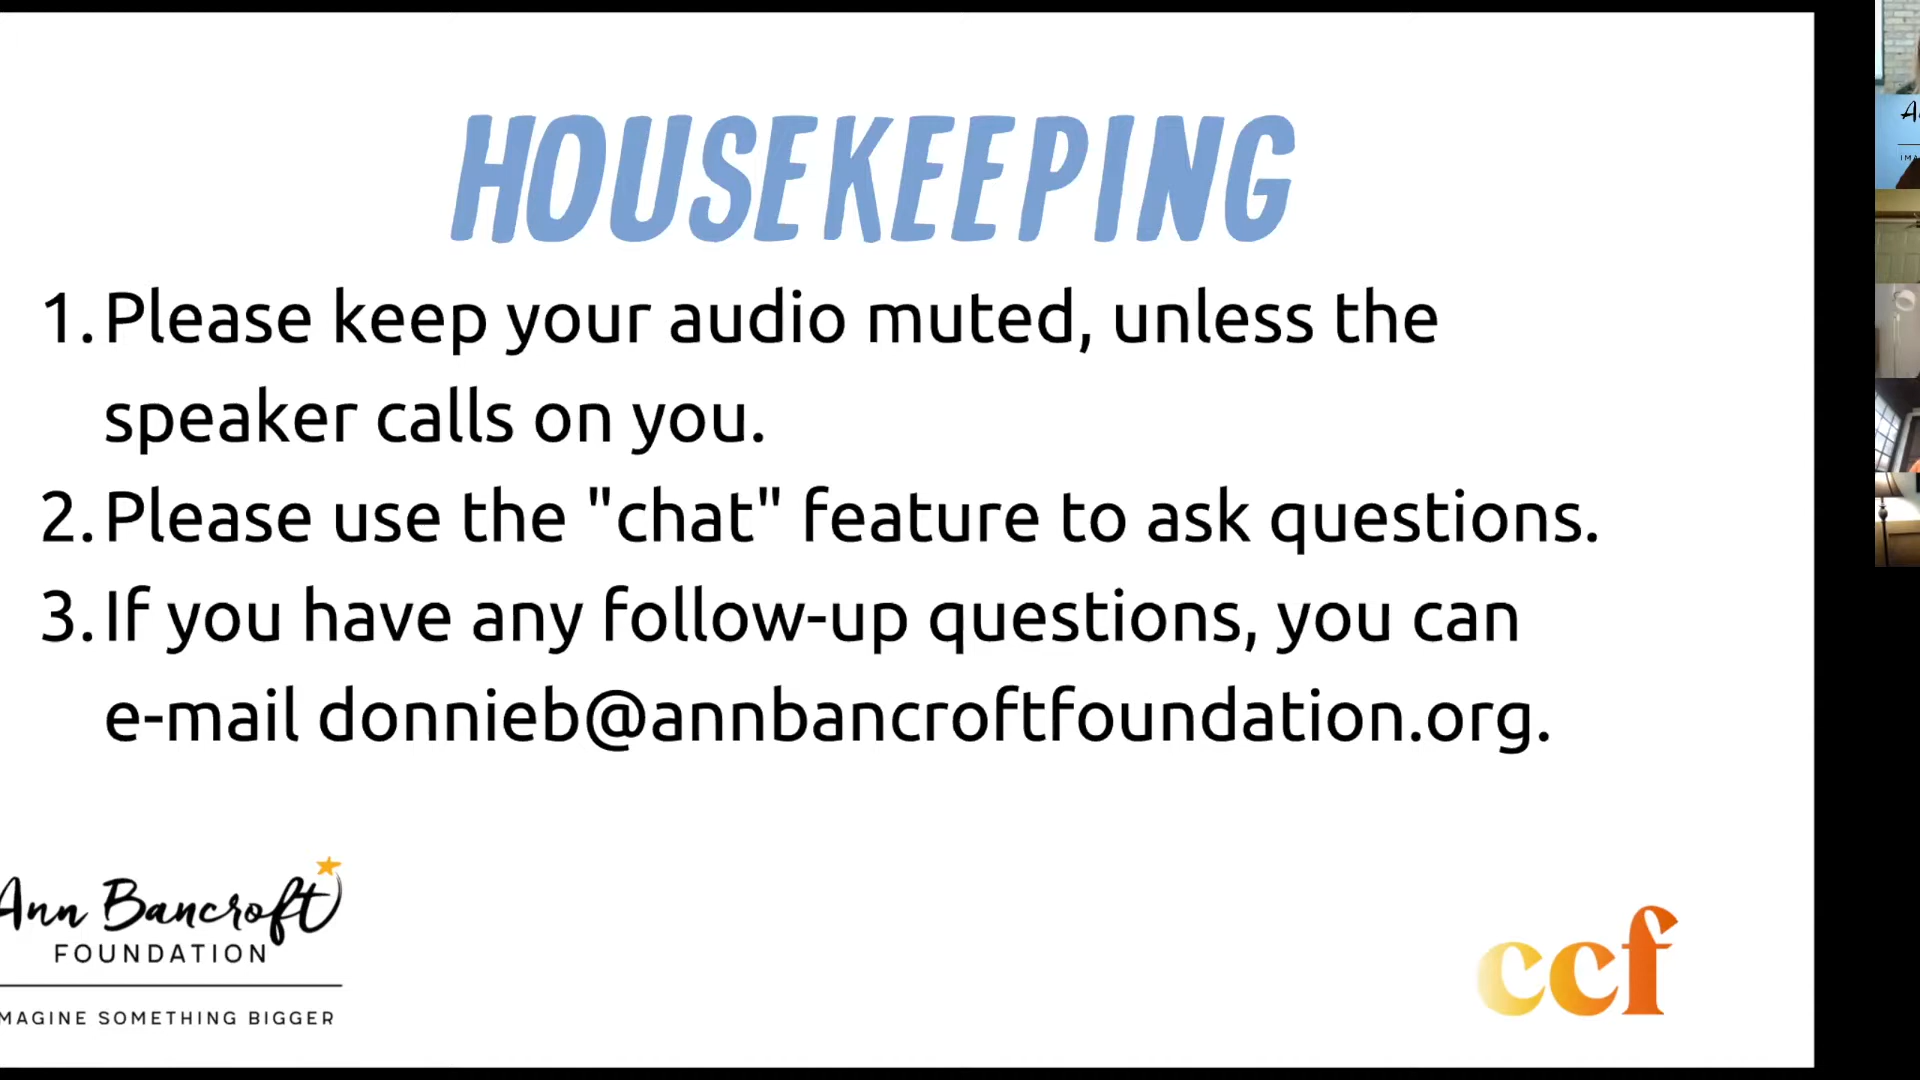 HOUSEKEEPING
1. Please keep your audio muted, unless the
speaker calls on you.
2. Please use the "chat" feature to ask questions.
3. If you have any follow-up questions, you can
e-mail donnieb@annbancroftfoundation.org.
Ann Bancroft
FOUNDATION
MAGINE SOMETHING BIGGER
ccf
A
IMA